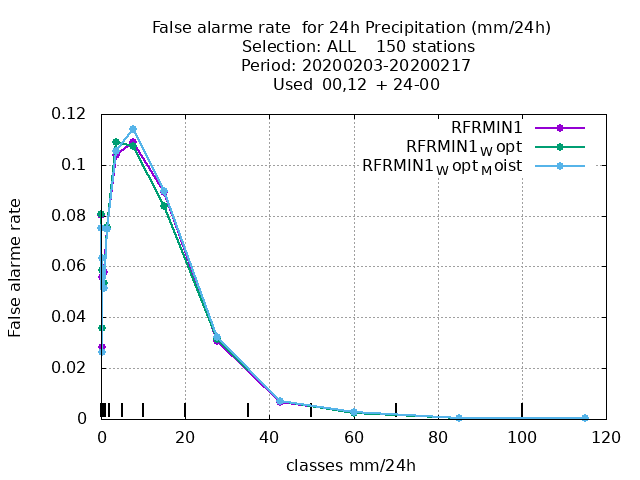 False alarme rate  for 24h Precipitation (mm/24h)
Selection: ALL    150 stations
Period: 20200203-20200217
Used  00,12  + 24-00
0.12
0.1
0.08
0.06
0.04
0.02
0
False alarme rate
RFRMIN1
RFRMIN1Wopt
RFRMIN1WoptMoist
0 20 40 60 80 100 120
classes mm/24h